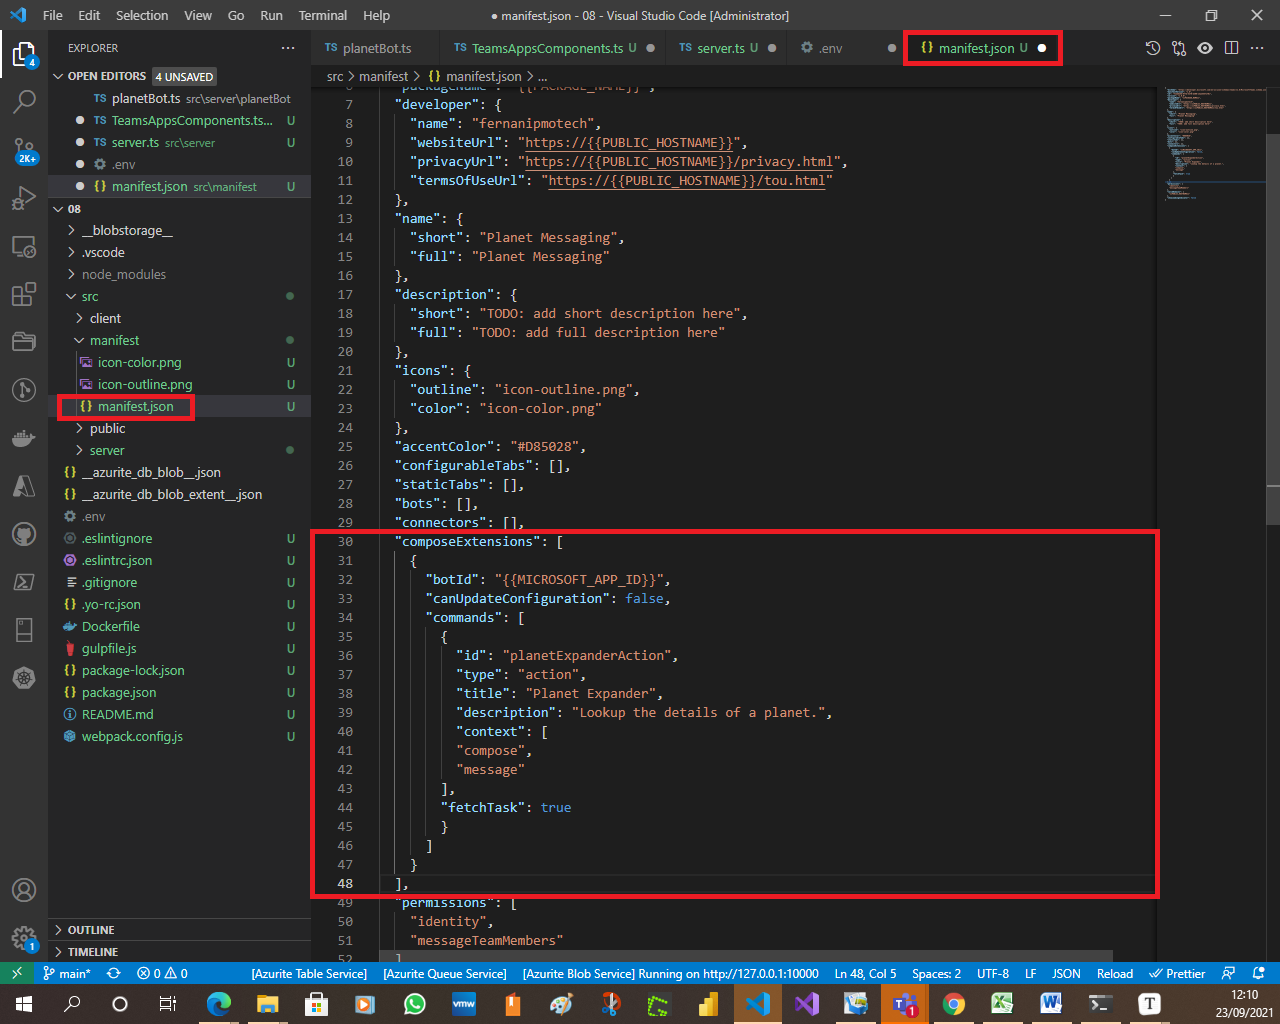 File Edit Selection View Go Run Terminal Help
● manifest.json - 08 - Visual Studio Code [Administrator]
EXPLORER
OPEN EDITORS 4 UNSAVED
planetBot.ts src\server\planetBot
TeamsAppsComponents.ts... U
server.ts src\server U
.env
manifest.json src\manifest U
08
__blobstorage__
.vscode
node_modules
src
client
manifest
icon-color.png U
icon-outline.png U
manifest.json U
public
server
__azurite_db_blob__.json
__azurite_db_blob_extent__.json
.env
.eslintignore U
.eslintrc.json U
.gitignore U
.yo-rc.json U
Dockerfile U
gulpfile.js U
package-lock.json U
package.json U
README.md U
webpack.config.js U
OUTLINE
TIMELINE
4
2K+
1
TS planetBot.ts TS TeamsAppsComponents.ts U TS server.ts U .env {} manifest.json U
src > manifest > {} manifest.json > ...
6 "packageName": "{{PACKAGE_NAME}}",
7 "developer": {
8 "name": "fernanipmotech",
9 "websiteUrl": "https://{{PUBLIC_HOSTNAME}}",
10 "privacyUrl": "https://{{PUBLIC_HOSTNAME}}/privacy.html",
11 "termsOfUseUrl": "https://{{PUBLIC_HOSTNAME}}/tou.html"
12 },
13 "name": {
14 "short": "Planet Messaging",
15 "full": "Planet Messaging"
16 },
17 "description": {
18 "short": "TODO: add short description here",
19 "full": "TODO: add full description here"
20 },
21 "icons": {
22 "outline": "icon-outline.png",
23 "color": "icon-color.png"
24 },
25 "accentColor": "#D85028",
26 "configurableTabs": [],
27 "staticTabs": [],
28 "bots": [],
29 "connectors": [],
30 "composeExtensions": [
31 {
32 "botId": "{{MICROSOFT_APP_ID}}",
33 "canUpdateConfiguration": false,
34 "commands": [
35 {
36 "id": "planetExpanderAction",
37 "type": "action",
38 "title": "Planet Expander",
39 "description": "Lookup the details of a planet.",
40 "context": [
41 "compose",
42 "message"
43 ],
44 "fetchTask": true
45 }
46 ]
47 }
48 ],
49 "permissions": [
50 "identity",
51 "messageTeamMembers"
52 ]
main* 0 0 [Azurite Table Service] [Azurite Queue Service] [Azurite Blob Service] Running on http://127.0.0.1:10000 Ln 48, Col 5 Spaces: 2 UTF-8 LF JSON Reload Prettier
vmw
1
T
12:10
23/09/2021